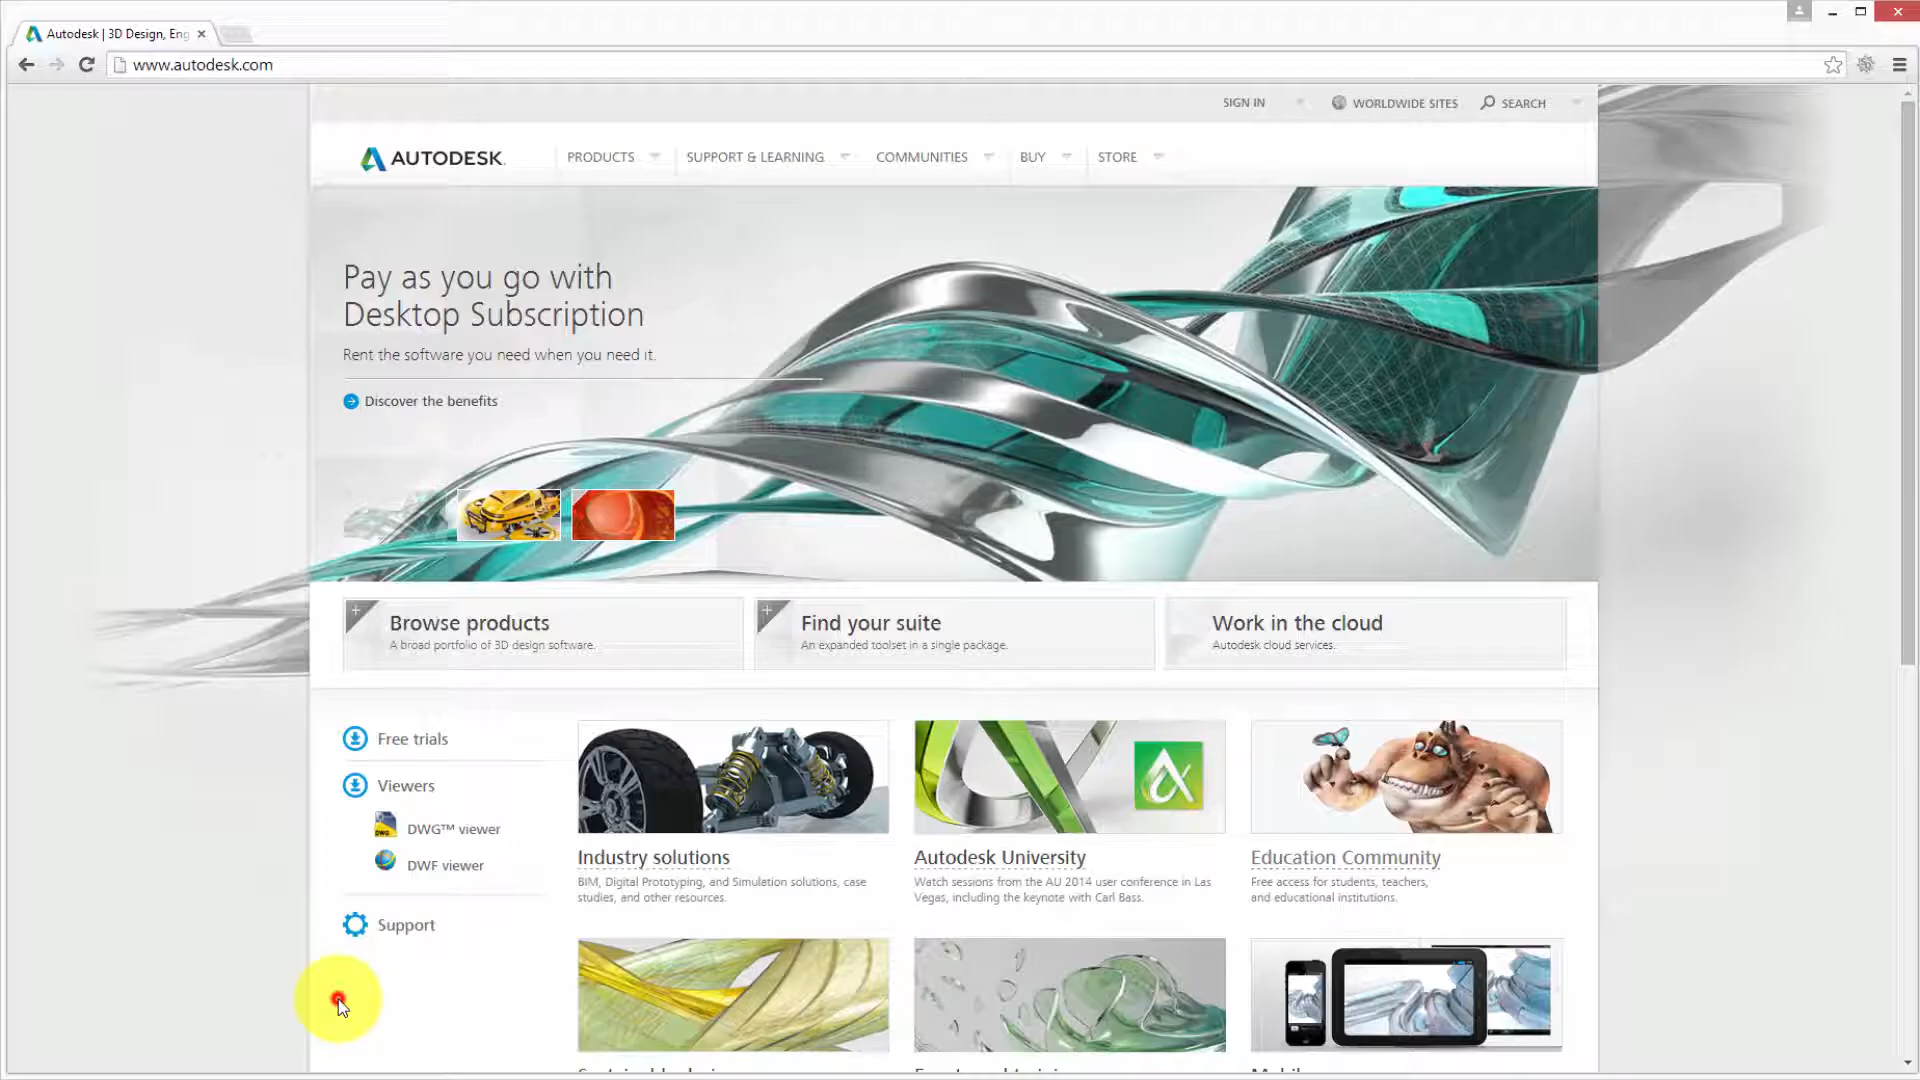 Autodesk | 3D Design, Eng
www.autodesk.com
SIGN IN
WORLDWIDE SITES
SEARCH
AUTODESK.
PRODUCTS
SUPPORT & LEARNING
COMMUNITIES
BUY
STORE
Pay as you go with
Desktop Subscription
Rent the software you need when you need it.
Discover the benefits
Browse products
A broad portfolio of 3D design software.
Find your suite
An expanded toolset in a single package.
Work in the cloud
Autodesk cloud services.
Free trials
Viewers
DWG
DWG™ viewer
DWF viewer
Support
Industry solutions
BIM, Digital Prototyping, and Simulation solutions, case
studies, and other resources.
Autodesk University
Watch sessions from the AU 2014 user conference in Las
Vegas, including the keynote with Carl Bass.
Education Community
Free access for students, teachers,
and educational institutions.